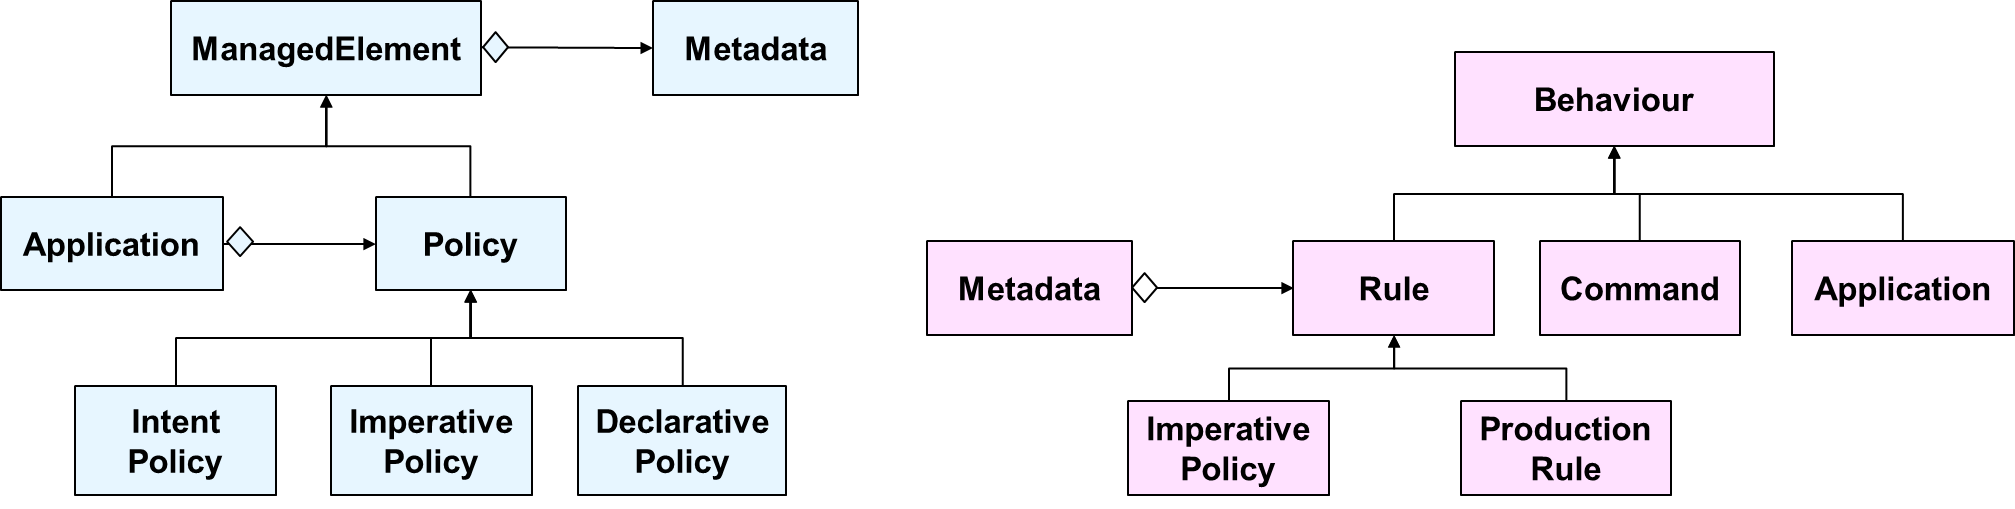 ManagedElement
Metadata
Application
Policy
Intent
Policy
Imperative
Policy
Declarative
Policy
Behaviour
Metadata
Rule
Command
Application
Imperative
Policy
Production
Rule